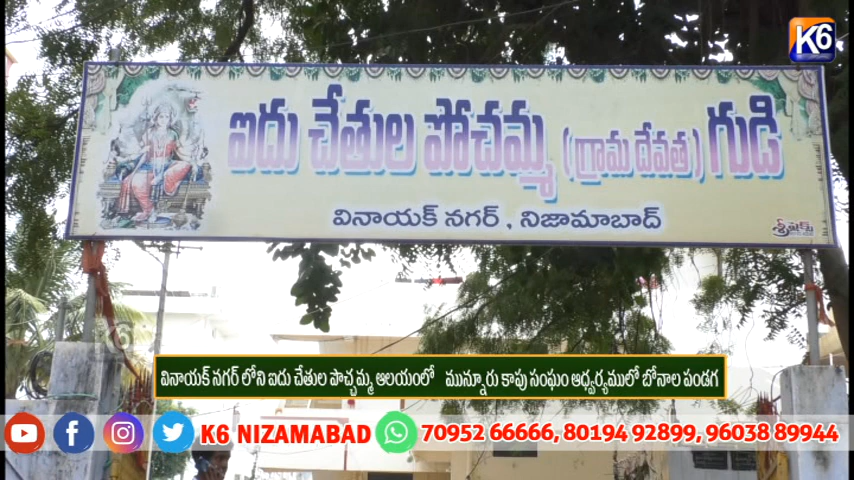 K6
ఐదు చేతుల పోచమ్మ (గ్రామ దేవత) గుడి
వినాయక్ నగర్, నిజామాబాద్
K6
వినాయక్ నగర్ లోని ఐదు చేతుల పొచ్చమ్మ ఆలయంలో మున్నూరు కాపు సంఘం ఆధ్వర్యములో బోనాల పండగ
K6 NIZAMABAD 70952 66666, 80194 92899, 96038 89944